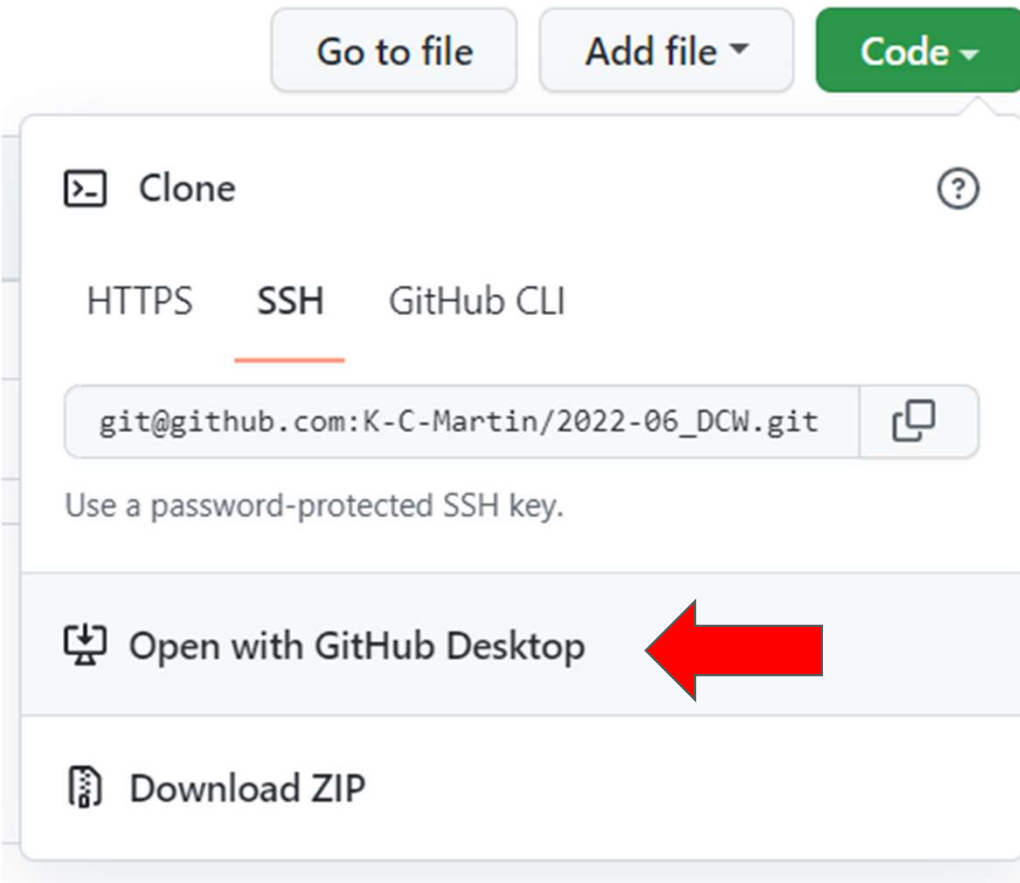 Go to file Add file Code
Clone
HTTPS SSH GitHub CLI
git@github.com:K-C-Martin/2022-06_DCW.git
Use a password-protected SSH key.
Open with GitHub Desktop
Download ZIP